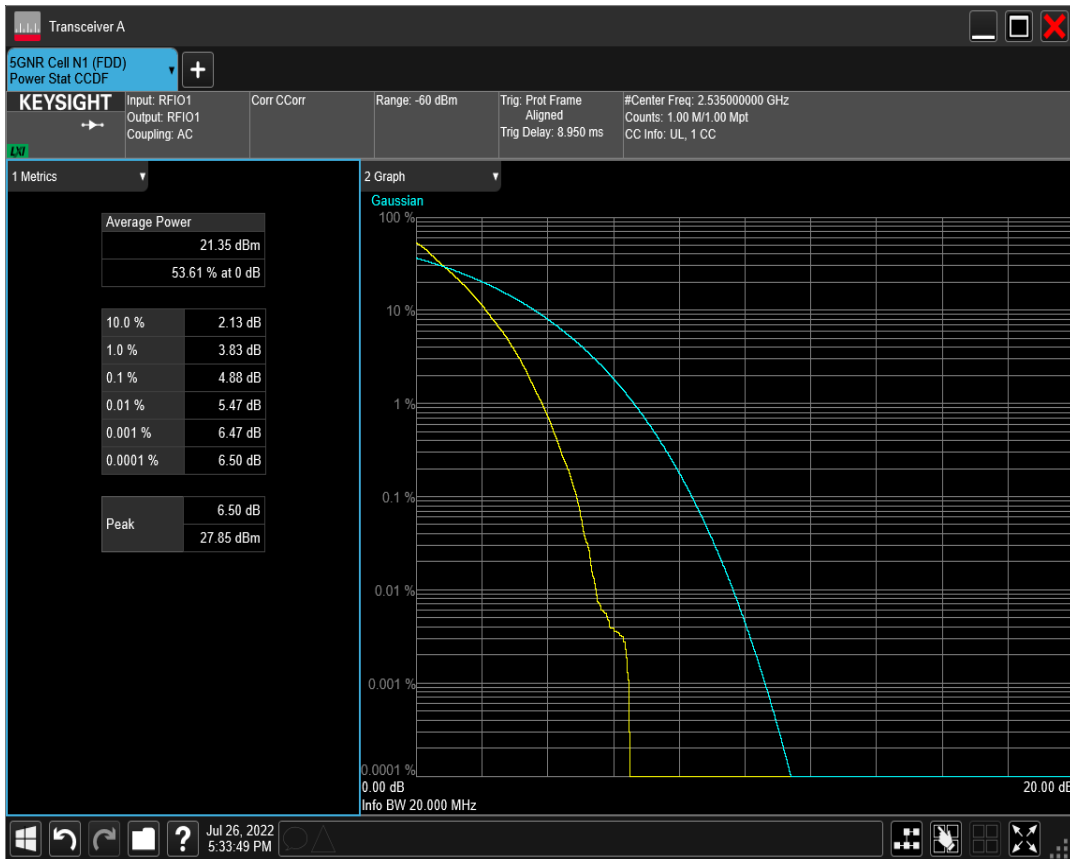 Transceiver A
5GNR Cell N1 (FDD)
Power Stat CCDF
KEYSIGHT
LXI
Input: RFIO1
Output: RFIO1
Coupling: AC
Corr CCorr
Range: -60 dBm
Trig: Prot Frame
Aligned
Trig Delay: 8.950 ms
#Center Freq: 2.535000000 GHz
Counts: 1.00 M/1.00 Mpt
CC Info: UL, 1 CC
1 Metrics
Average Power
21.35 dBm
53.61 % at 0 dB
10.0 % 2.13 dB
1.0 % 3.83 dB
0.1 % 4.88 dB
0.01 % 5.47 dB
0.001 % 6.47 dB
0.0001 % 6.50 dB
Peak
6.50 dB
27.85 dBm
2 Graph
Gaussian
100 %
10 %
1 %
0.1 %
0.01 %
0.001 %
0.0001 %
0.00 dB 20.00 dB
Info BW 20.000 MHz
?
Jul 26, 2022
5:33:49 PM